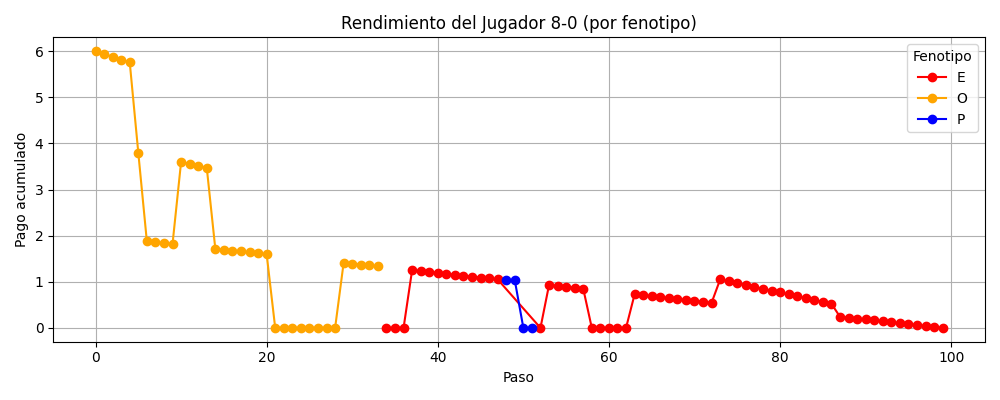 Rendimiento del Jugador 8-0 (por fenotipo)
Pago acumulado
6
5
4
3
2
1
0
0 20 40 60 80 100
Paso
Fenotipo
E
O
P